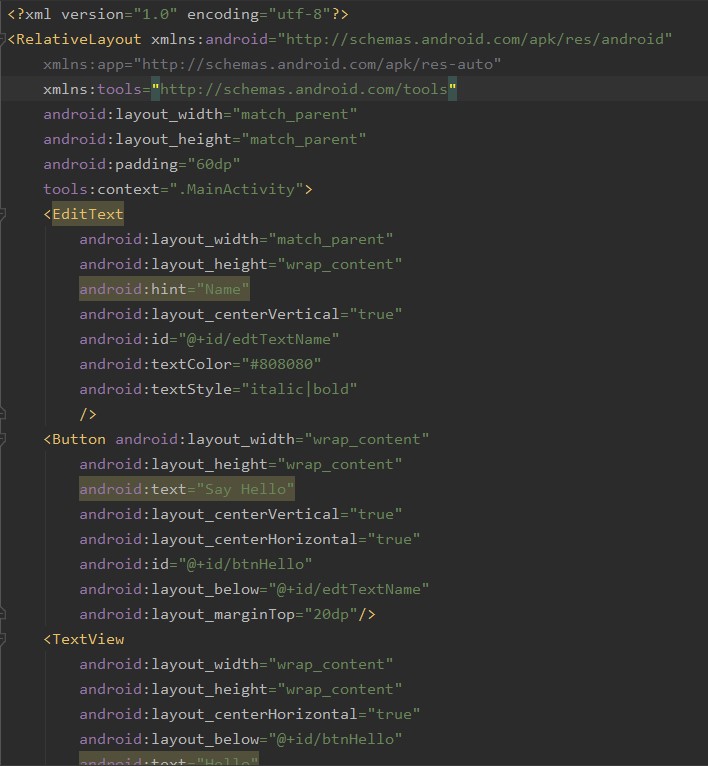 <?xml version="1.0" encoding="utf-8"?>
<RelativeLayout xmlns:android="http://schemas.android.com/apk/res/android"
xmlns:app="http://schemas.android.com/apk/res-auto"
xmlns:tools="http://schemas.android.com/tools"
android:layout_width="match_parent"
android:layout_height="match_parent"
android:padding="60dp"
tools:context=".MainActivity">
<EditText
android:layout_width="match_parent"
android:layout_height="wrap_content"
android:hint="Name"
android:layout_centerVertical="true"
android:id="@+id/edtTextName"
android:textColor="#808080"
android:textStyle="italic|bold"
/>
<Button android:layout_width="wrap_content"
android:layout_height="wrap_content"
android:text="Say Hello"
android:layout_centerVertical="true"
android:layout_centerHorizontal="true"
android:id="@+id/btnHello"
android:layout_below="@+id/edtTextName"
android:layout_marginTop="20dp"/>
<TextView
android:layout_width="wrap_content"
android:layout_height="wrap_content"
android:layout_centerHorizontal="true"
android:layout_below="@+id/btnHello"
android:text="Hello"